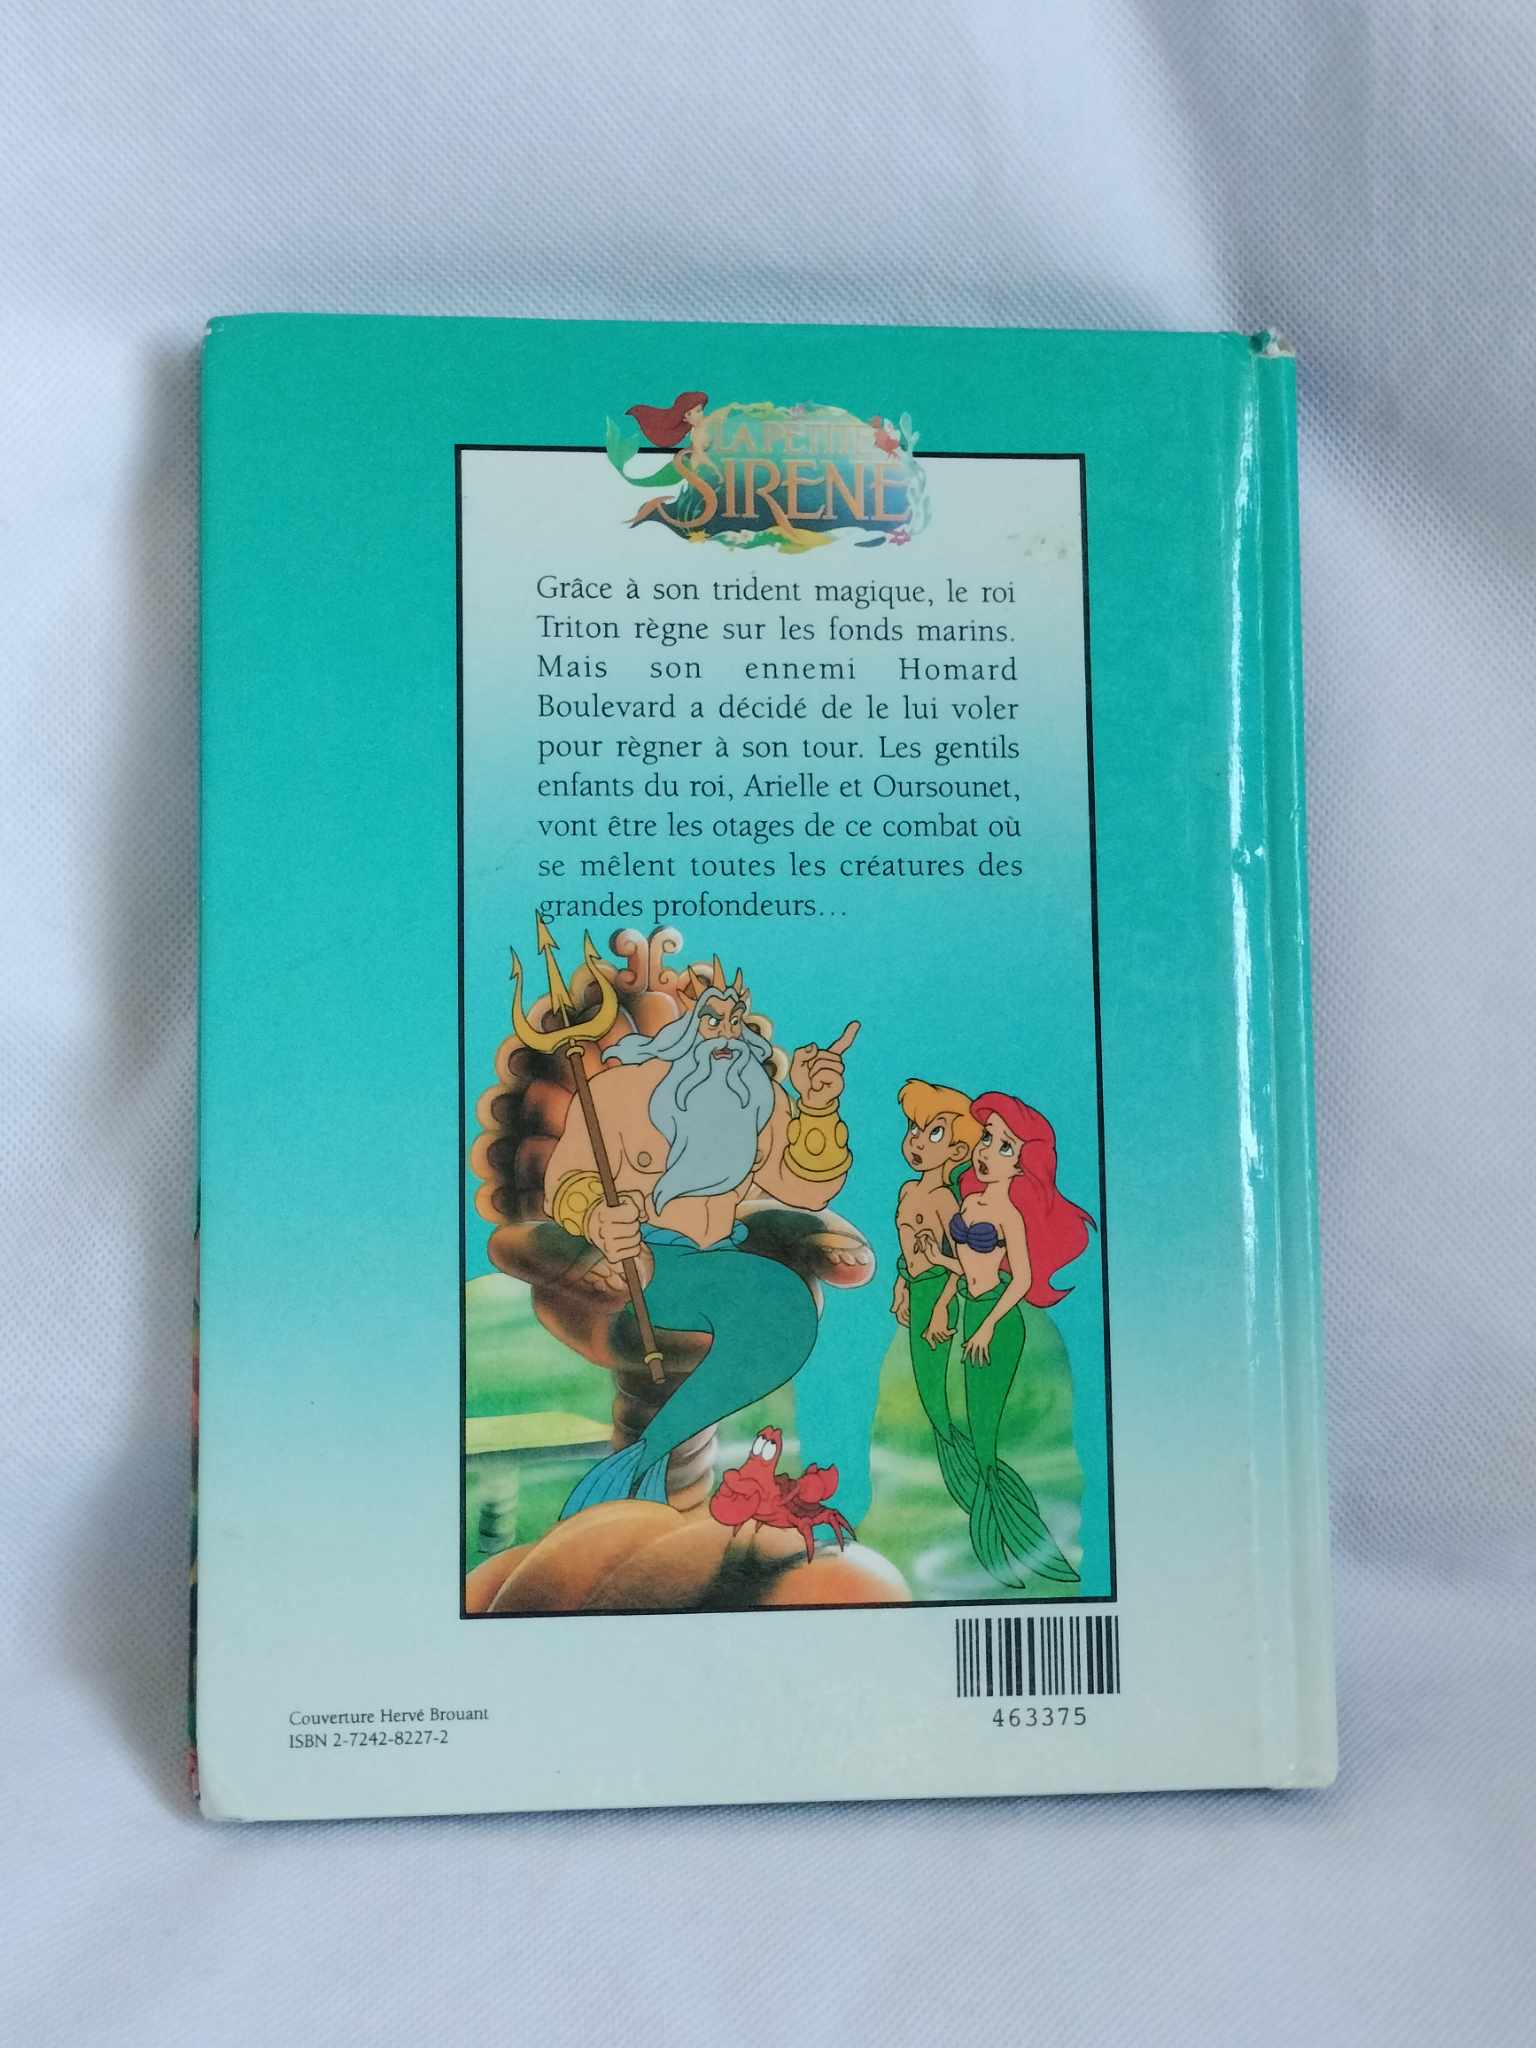 LA PETITE
SIRÈNE
Grâce à son trident magique, le roi
Triton règne sur les fonds marins.
Mais son ennemi Homard
Boulevard a décidé de le lui voler
pour règner à son tour. Les gentils
enfants du roi, Arielle et Oursounet,
vont être les otages de ce combat où
se mêlent toutes les créatures des
grandes profondeurs...
463375
Couverture Hervé Brouant
ISBN 2-7242-8227-2